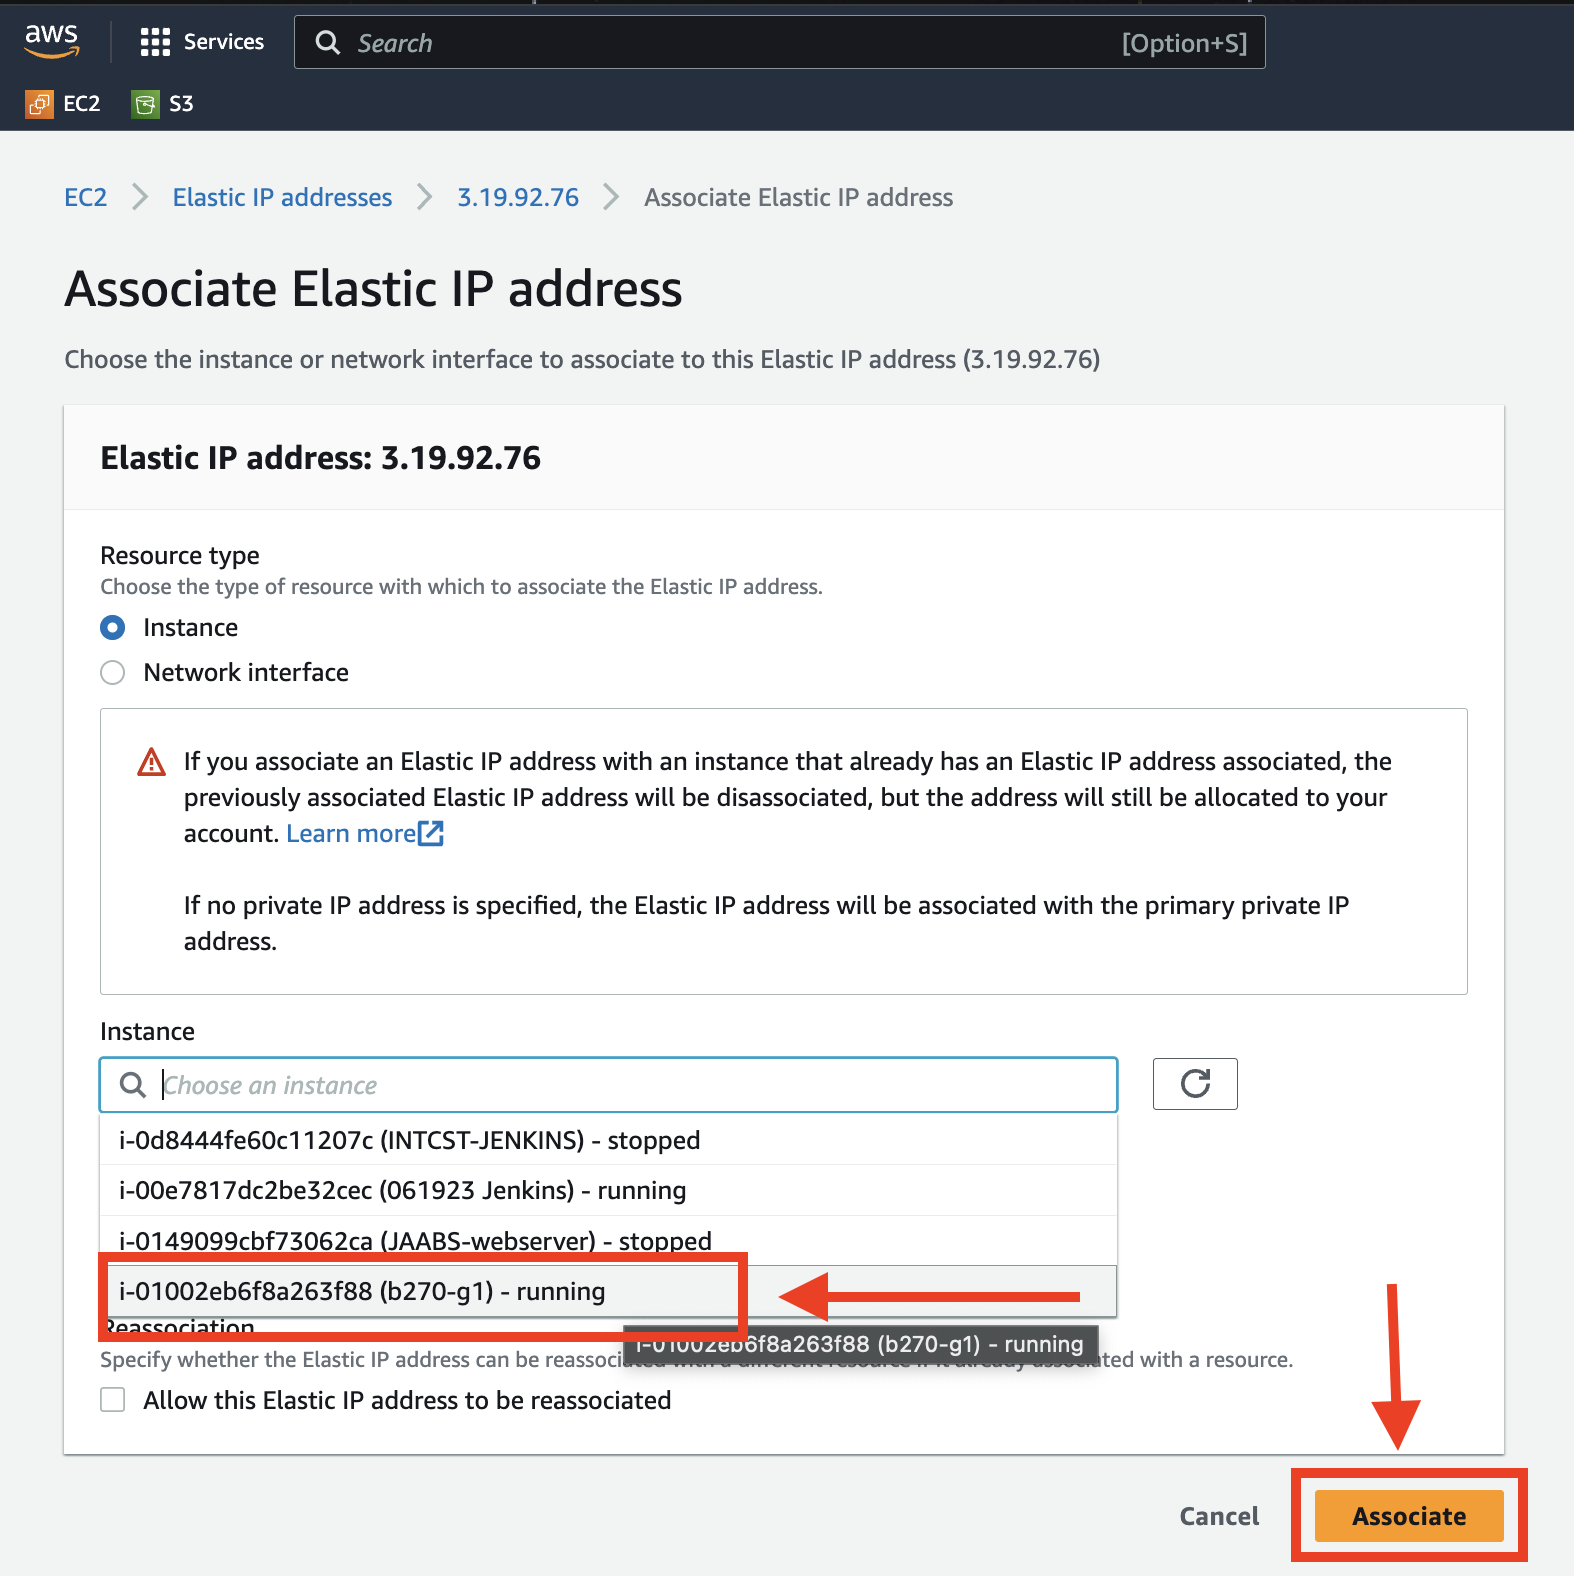 aws
Services
Search
[Option+S]
EC2
S3
EC2
Elastic IP addresses
3.19.92.76
Associate Elastic IP address
Associate Elastic IP address
Choose the instance or network interface to associate to this Elastic IP address (3.19.92.76)
Elastic IP address: 3.19.92.76
Resource type
Choose the type of resource with which to associate the Elastic IP address.
Instance
Network interface
If you associate an Elastic IP address with an instance that already has an Elastic IP address associated, the
previously associated Elastic IP address will be disassociated, but the address will still be allocated to your
account. Learn more
If no private IP address is specified, the Elastic IP address will be associated with the primary private IP
address.
Instance
Choose an instance
i-0d8444fe60c11207c (INTCST-JENKINS) - stopped
i-00e7817dc2be32cec (061923 Jenkins) - running
i-0149099cbf73062ca (JAABS-webserver) - stopped
i-01002eb6f8a263f88 (b270-g1) - running
Reassociation
i-01002eb6f8a263f88 (b270-g1) - running
Specify whether the Elastic IP address can be with a resource.
Allow this Elastic IP address to be reassociated
Cancel
Associate